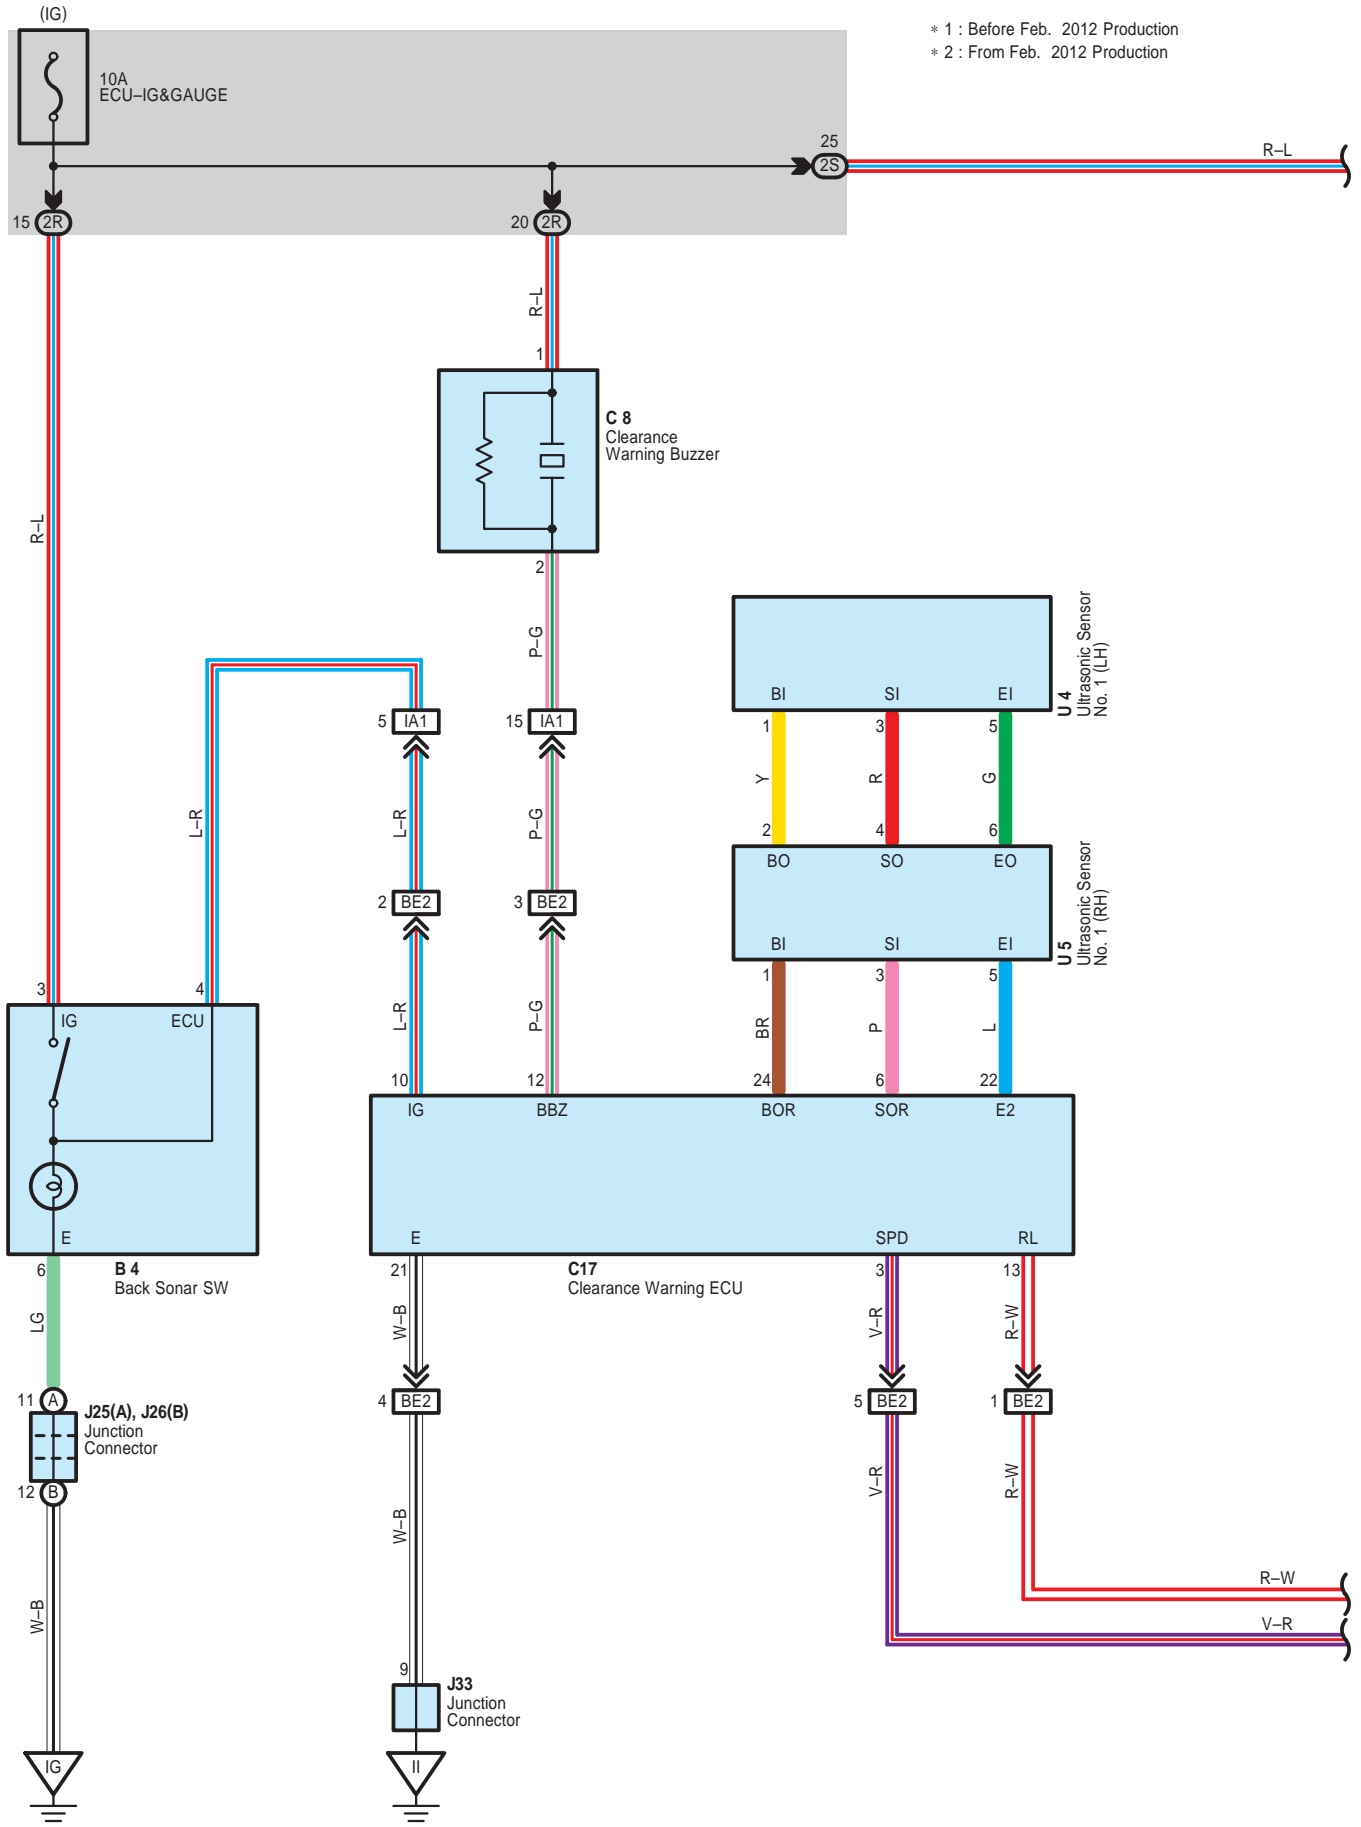 (IG)
* 1 : Before Feb. 2012 Production
* 2 : From Feb. 2012 Production
10A
ECU–IG&GAUGE
25
2S
R–L
15
2R
20
2R
R–L
1
C 8
Clearance
Warning Buzzer
R–L
2
P–G
U 4
Ultrasonic Sensor
No. 1 (LH)
BI
SI
EI
5
IA1
15
IA1
1
3
5
Y
R
G
L–R
L–R
P–G
2
4
6
BO
SO
EO
2
BE2
3
BE2
U 5
Ultrasonic Sensor
No. 1 (RH)
BI
SI
EI
1
3
5
3
4
IG
ECU
L–R
P–G
BR
P
L
10
12
24
6
22
IG
BBZ
BOR
SOR
E2
E
E
SPD
RL
6
B 4
Back Sonar SW
21
C17
Clearance Warning ECU
3
13
LG
W–B
V–R
R–W
11
A
4
BE2
5
BE2
1
BE2
J25(A), J26(B)
Junction
Connector
12
B
W–B
V–R
R–W
R–W
W–B
V–R
9
J33
Junction
Connector
IG
II